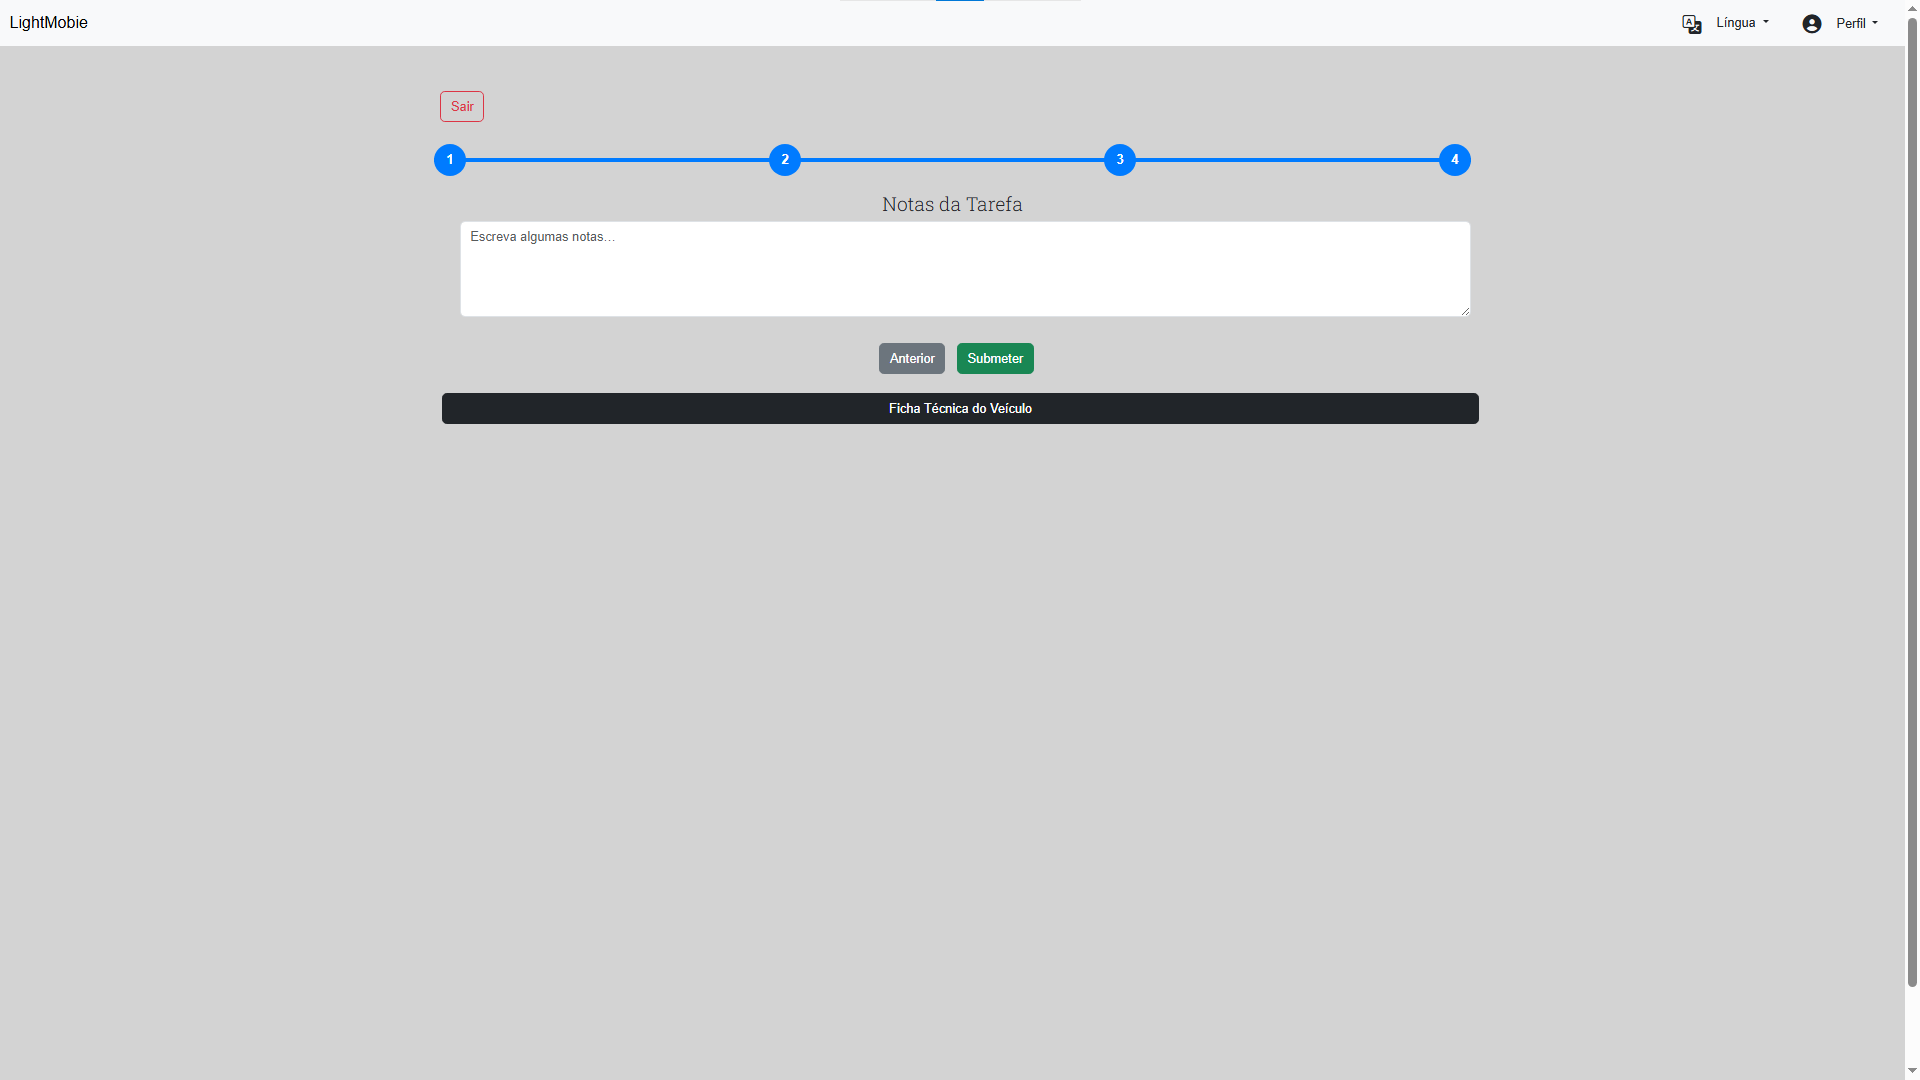 LightMobie
Língua
Perfil
Sair
1 2 3 4
Notas da Tarefa
Escreva algumas notas...
Anterior Submeter
Ficha Técnica do Veículo